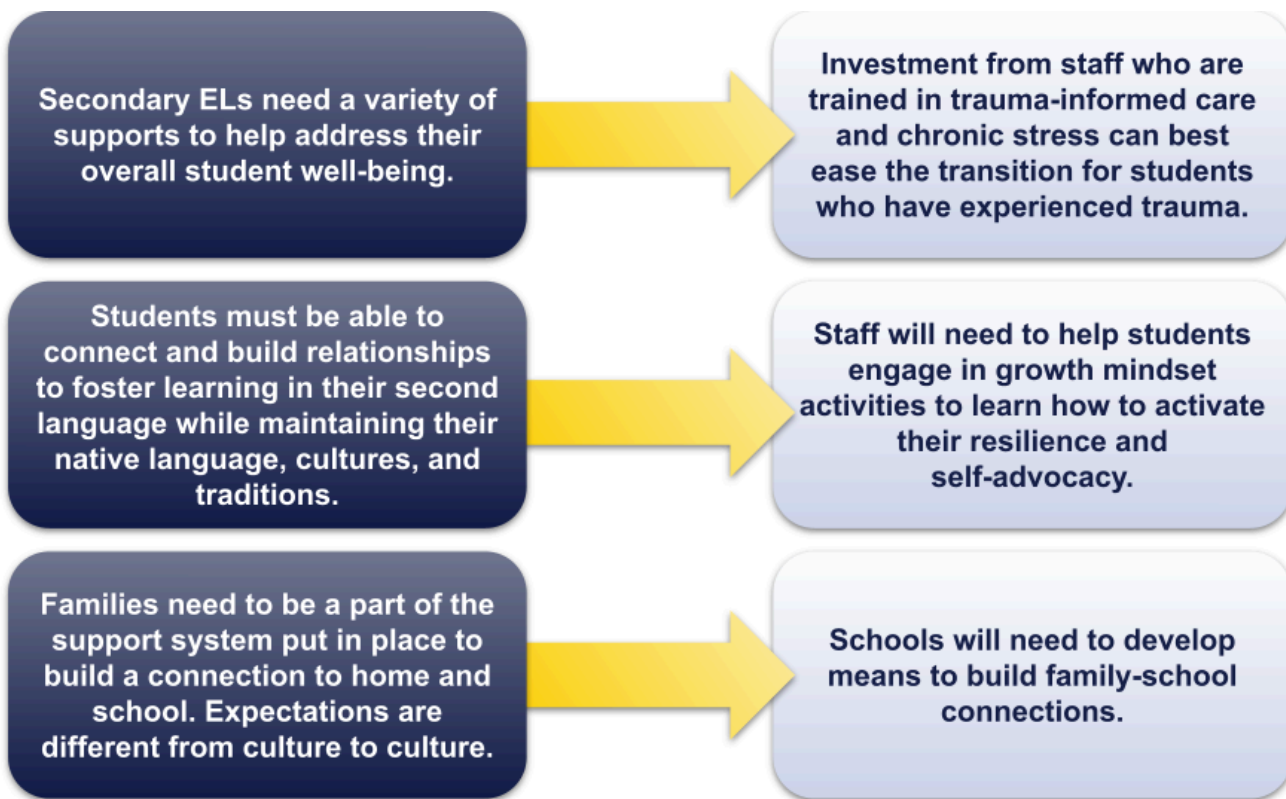 Secondary ELs need a variety of
supports to help address their
overall student well-being.
Investment from staff who are
trained in trauma-informed care
and chronic stress can best
ease the transition for students
who have experienced trauma.
Students must be able to
connect and build relationships
to foster learning in their second
language while maintaining their
native language, cultures, and
traditions.
Staff will need to help students
engage in growth mindset
activities to learn how to activate
their resilience and
self-advocacy.
Families need to be a part of the
support system put in place to
build a connection to home and
school. Expectations are
different from culture to culture.
Schools will need to develop
means to build family-school
connections.